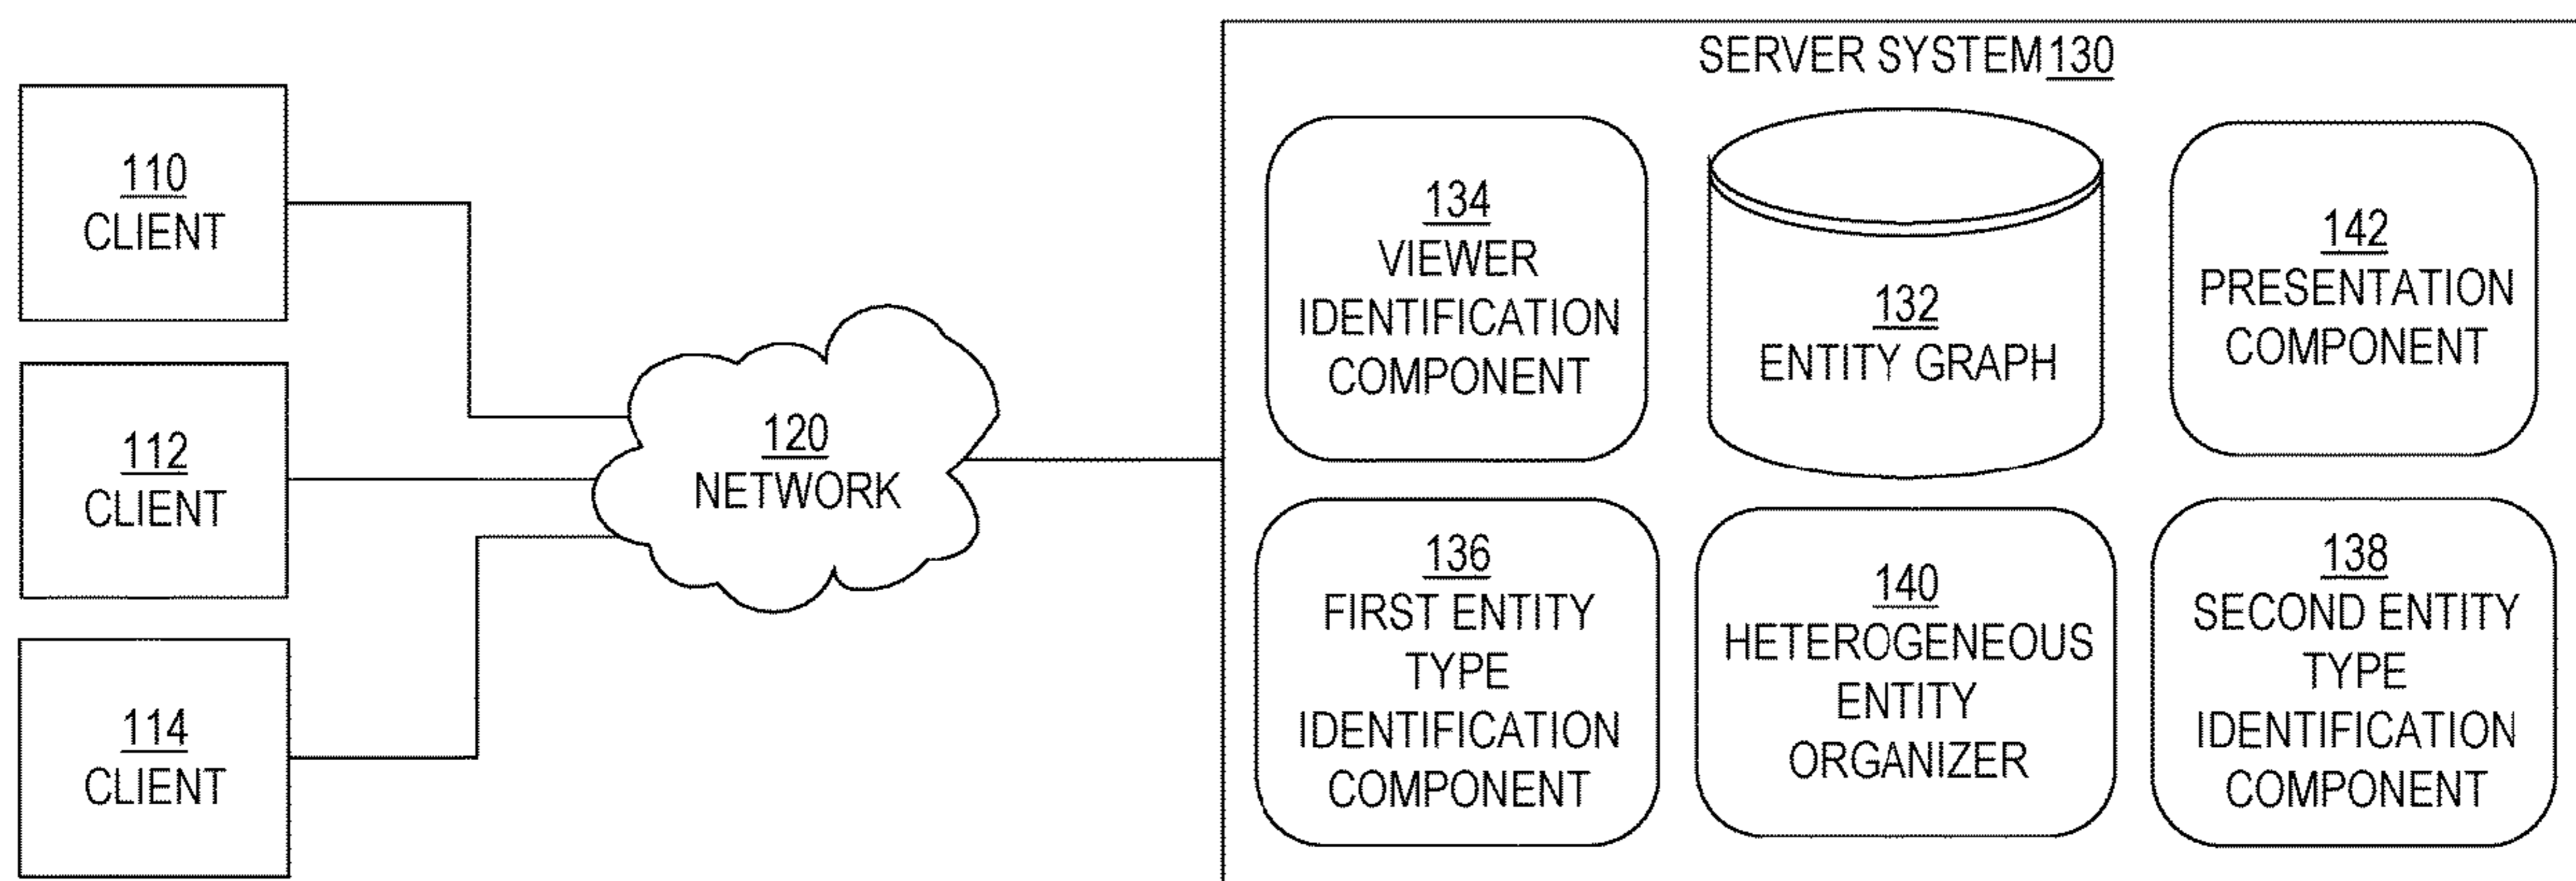 110
CLIENT
112
CLIENT
114
CLIENT
120
NETWORK
SERVER SYSTEM 130
134
VIEWER
IDENTIFICATION
COMPONENT
132
ENTITY GRAPH
142
PRESENTATION
COMPONENT
136
FIRST ENTITY
TYPE
IDENTIFICATION
COMPONENT
140
HETEROGENEOUS
ENTITY
ORGANIZER
138
SECOND ENTITY
TYPE
IDENTIFICATION
COMPONENT